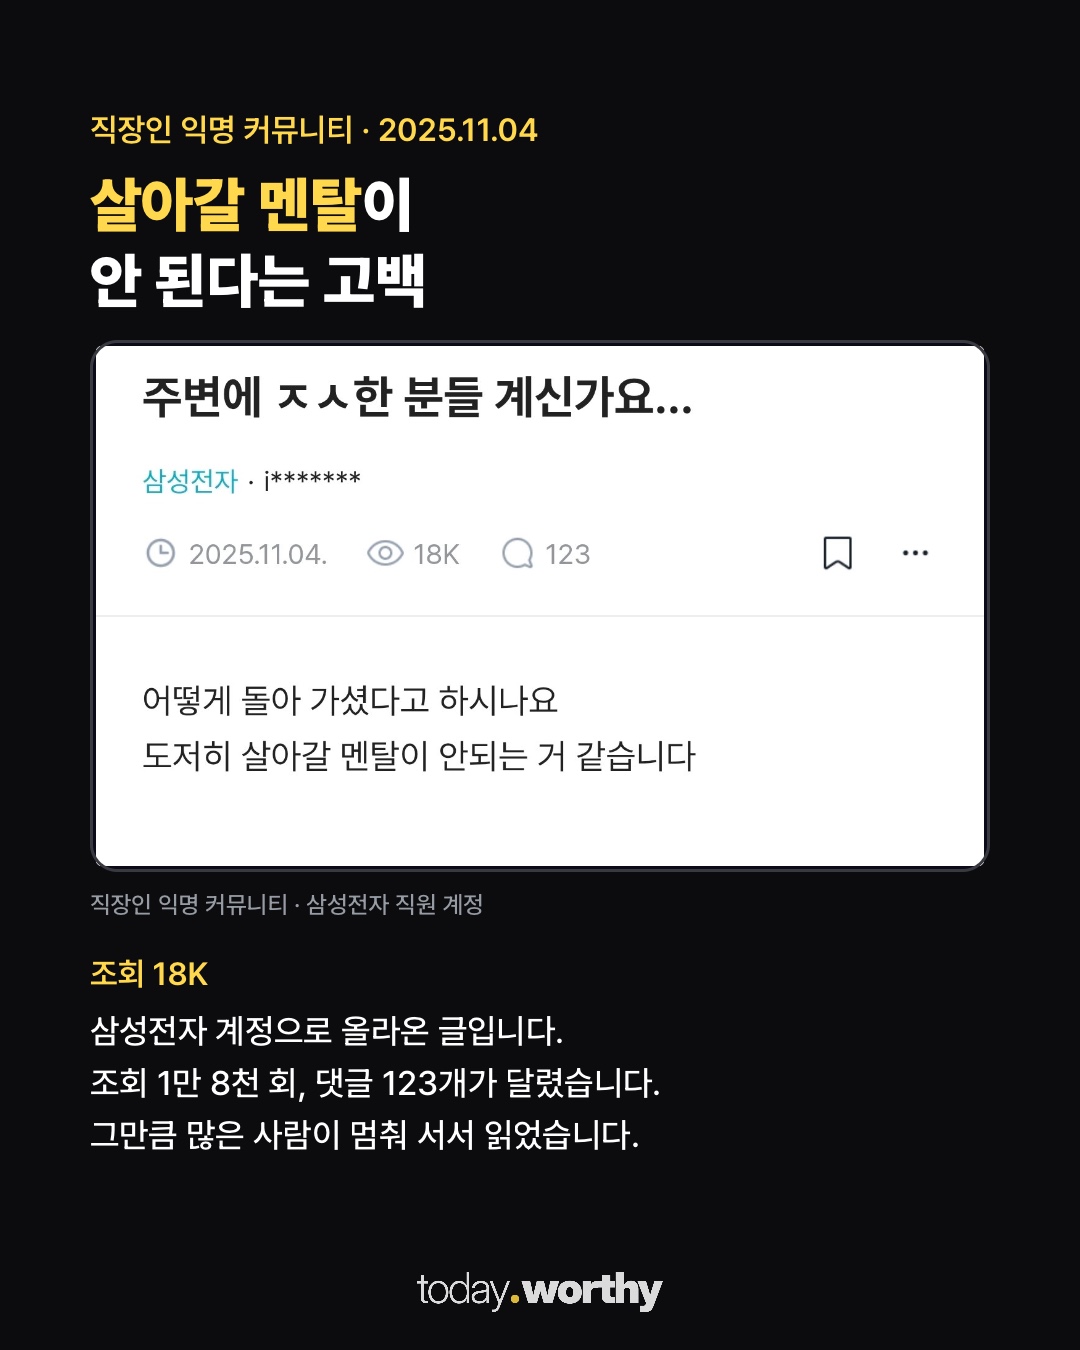 직장인 익명 커뮤니티 · 2025.11.04
살아갈 멘탈이
안 된다는 고백
주변에 ㅈㅅ한 분들 계신가요...
삼성전자 · i*******
2025.11.04. 18K 123
어떻게 돌아 가셨다고 하시나요
도저히 살아갈 멘탈이 안되는 거 같습니다
직장인 익명 커뮤니티 · 삼성전자 직원 계정
조회 18K
삼성전자 계정으로 올라온 글입니다.
조회 1만 8천 회, 댓글 123개가 달렸습니다.
그만큼 많은 사람이 멈춰 서서 읽었습니다.
today.worthy